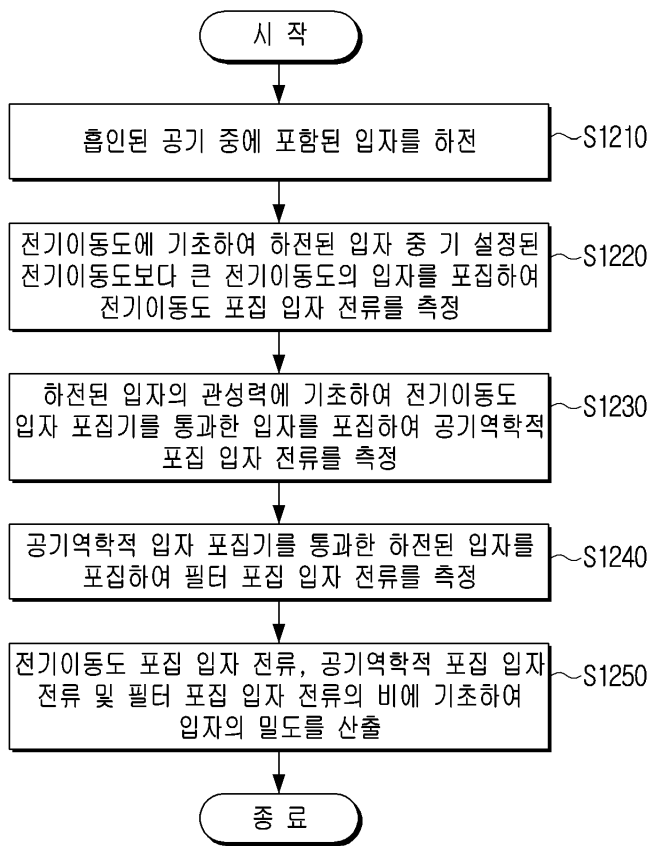 시 작
흡인된 공기 중에 포함된 입자를 하전
S1210
전기이동도에 기초하여 하전된 입자 중 기 설정된
전기이동도보다 큰 전기이동도의 입자를 포집하여
전기이동도 포집 입자 전류를 측정
S1220
하전된 입자의 관성력에 기초하여 전기이동도
입자 포집기를 통과한 입자를 포집하여 공기역학적
포집 입자 전류를 측정
S1230
공기역학적 입자 포집기를 통과한 하전된 입자를
포집하여 필터 포집 입자 전류를 측정
S1240
전기이동도 포집 입자 전류, 공기역학적 포집 입자
전류 및 필터 포집 입자 전류의 비에 기초하여
입자의 밀도를 산출
S1250
종 료